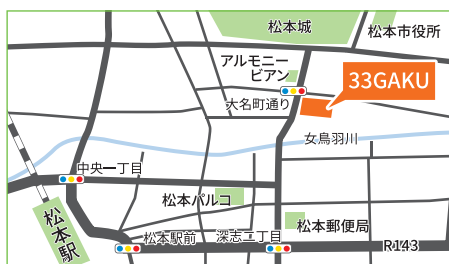 松本城
松本市役所
アルモニー
ビアン
33GAKU
大名町通り
女鳥羽川
中央一丁目
松本パルコ
松本駅
松本駅前
深志二丁目
松本郵便局
R143